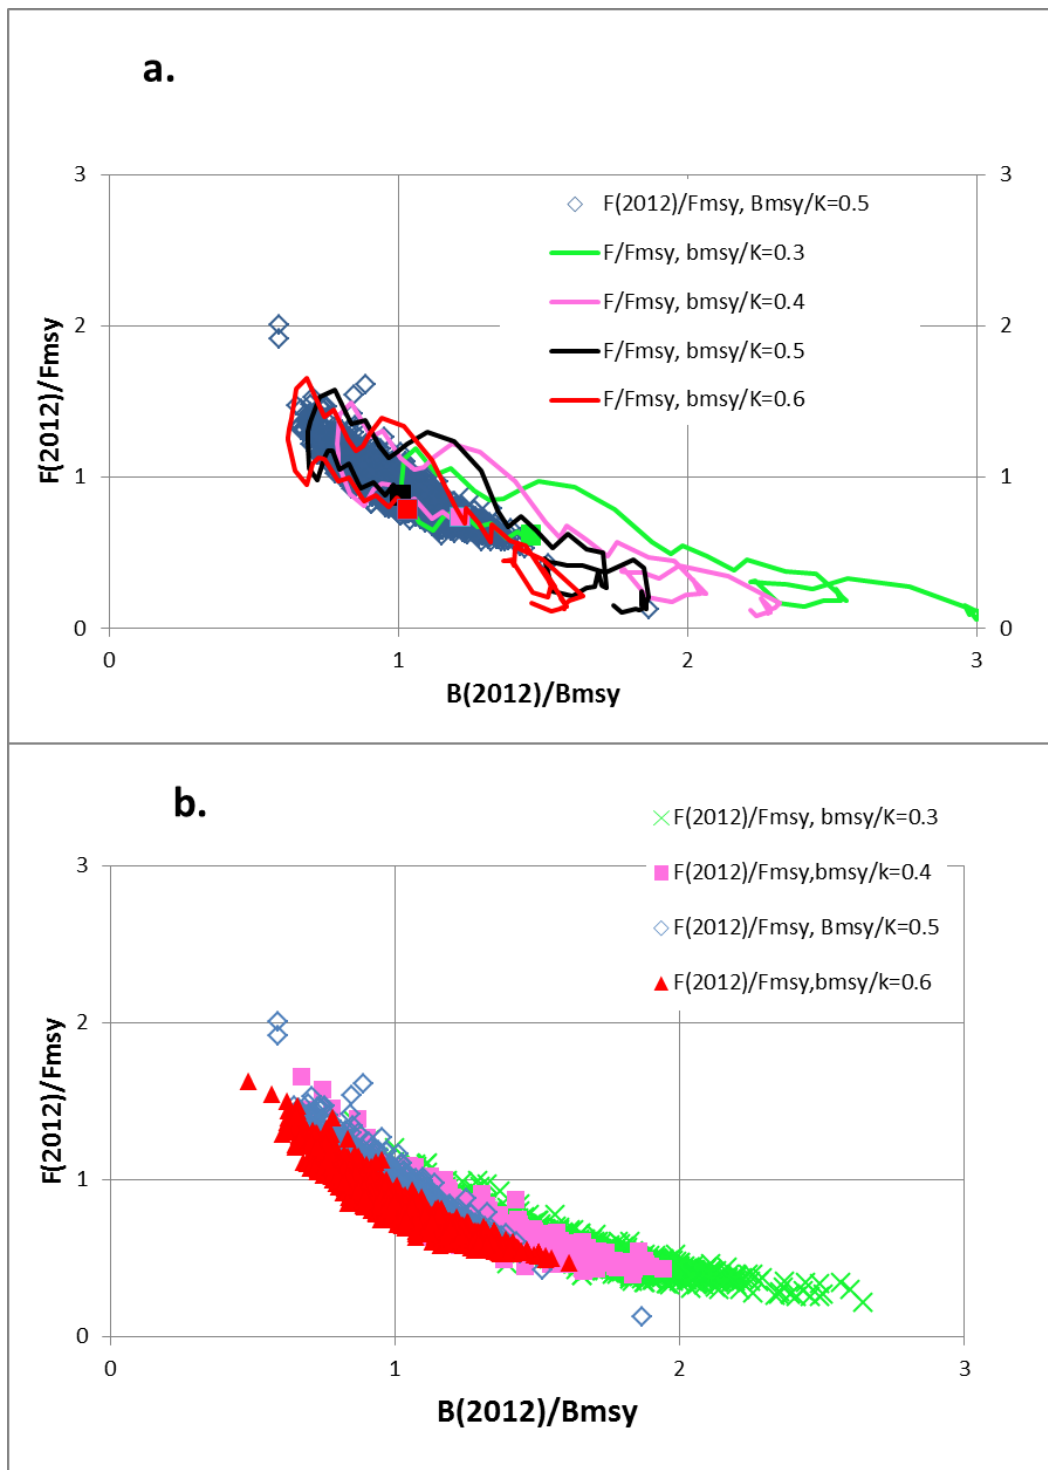 a.
F(2012)/Fmsy
3
2
1
0
3
2
1
0
F(2012)/Fmsy, Bmsy/K=0.5
F/Fmsy, bmsy/K=0.3
F/Fmsy, bmsy/K=0.4
F/Fmsy, bmsy/K=0.5
F/Fmsy, bmsy/K=0.6
0 1 2 3
B(2012)/Bmsy
b.
F(2012)/Fmsy
3
2
1
0
F(2012)/Fmsy, bmsy/K=0.3
F(2012)/Fmsy,bmsy/k=0.4
F(2012)/Fmsy, Bmsy/K=0.5
F(2012)/Fmsy,bmsy/k=0.6
0 1 2 3
B(2012)/Bmsy